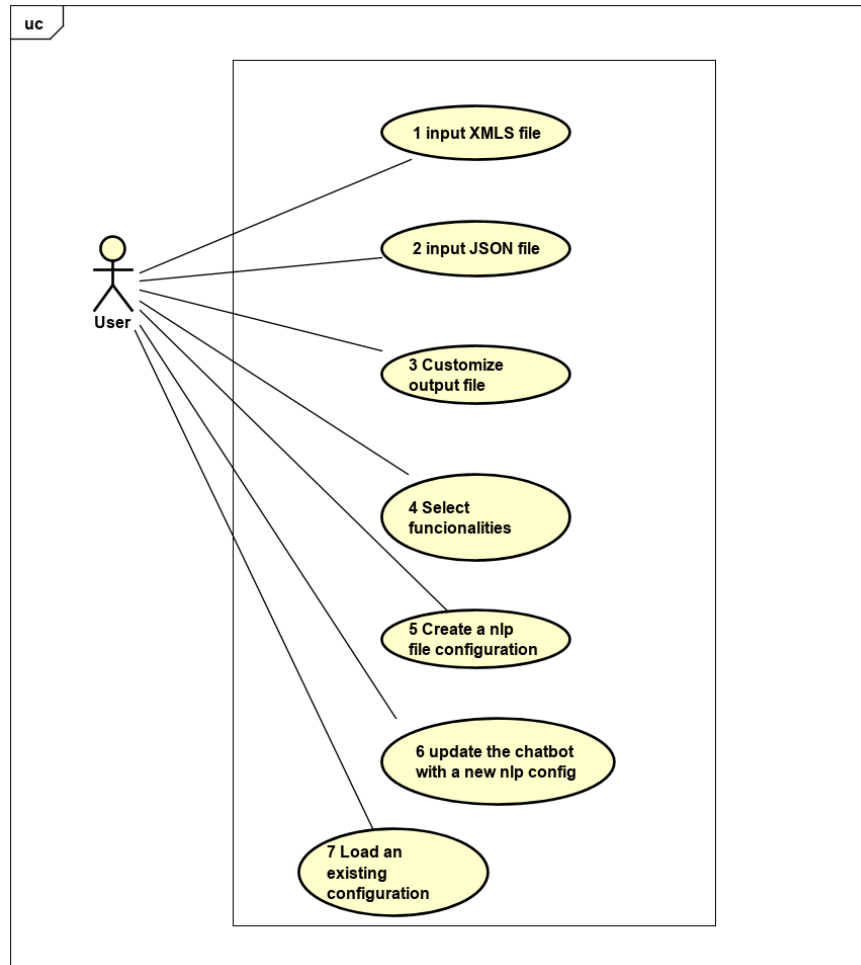 uc
1 input XMLS file
2 input JSON file
User
3 Customize
output file
4 Select
funcionalities
5 Create a nlp
file configuration
6 update the chatbot
with a new nlp config
7 Load an
existing
configuration